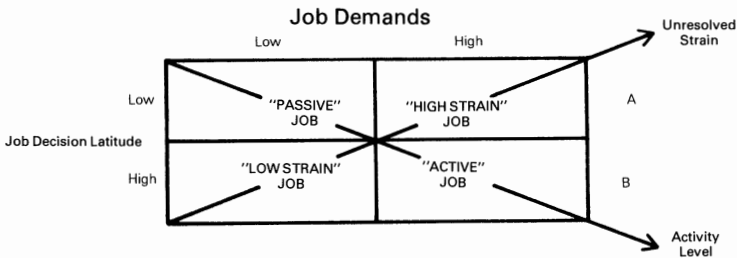 Job Demands
Low High
Unresolved
Strain
Low
"PASSIVE"
JOB
"HIGH STRAIN"
JOB
A
Job Decision Latitude
High
"LOW STRAIN"
JOB
"ACTIVE"
JOB
B
Activity
Level